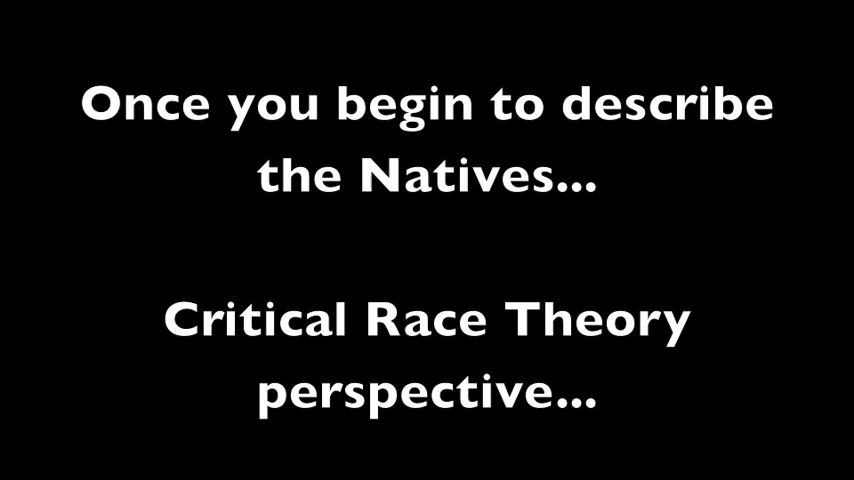 Once you begin to describe
the Natives...
Critical Race Theory
perspective...